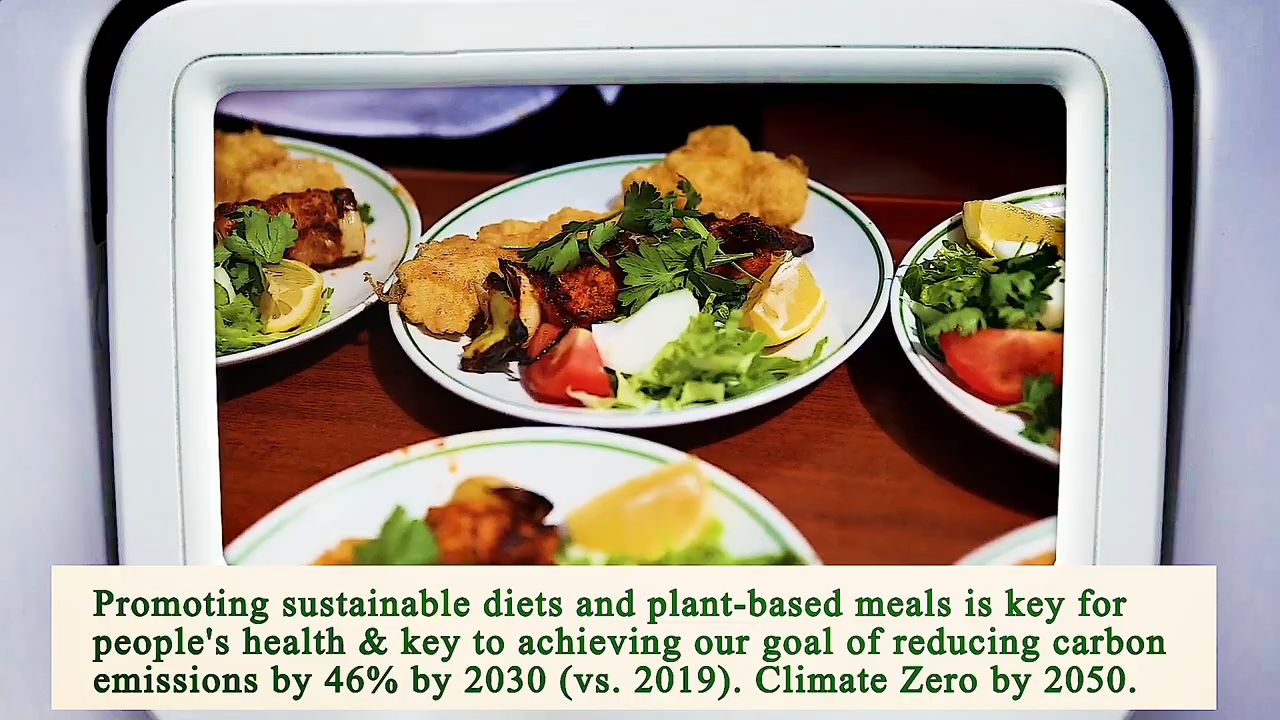 Promoting sustainable diets and plant-based meals is key for
people's health & key to achieving our goal of reducing carbon
emissions by 46% by 2030 (vs. 2019). Climate Zero by 2050.